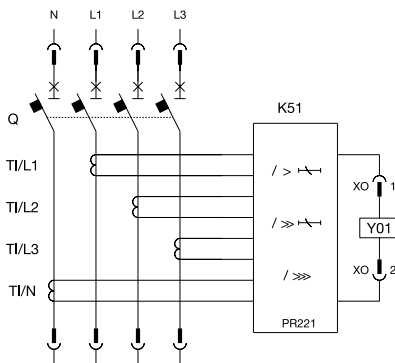 N L1 L2 L3
K51
Q
TI/L1
I >
XO 1
TI/L2
I >>
Y01
TI/L3
XO 2
I >>>
TI/N
PR221